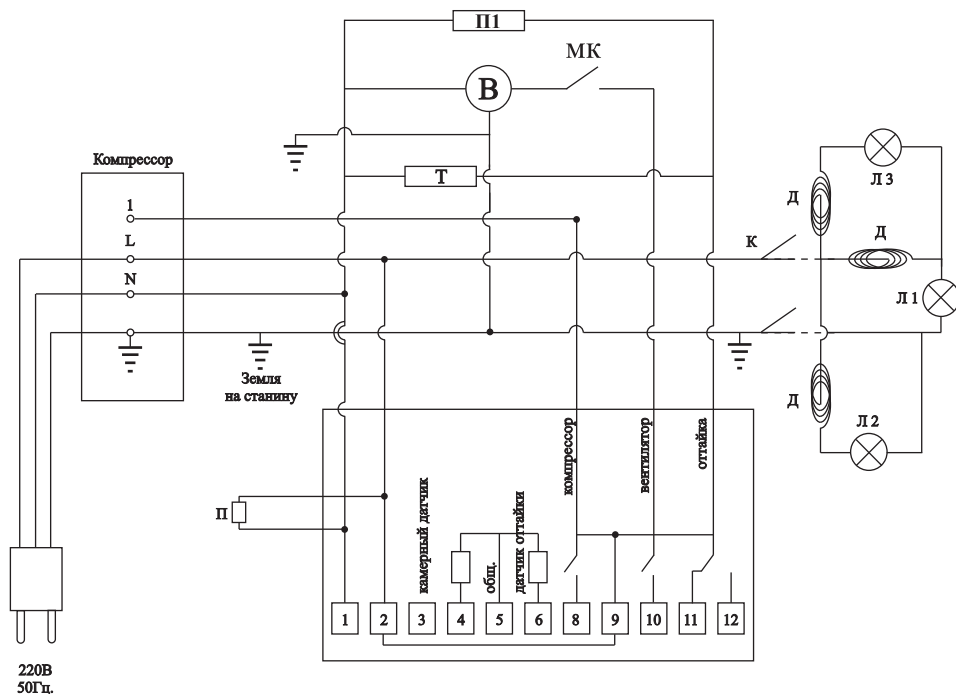 П1
МК
В
Компрессор
Т
Л 3
1
Д
L
К
Д
N
Л 1
Земля
на станину
Д
Л 2
компрессор
вентилятор
оттайка
П
камерный датчик
общ.
датчик оттайки
1 2 3 4 5 6 8 9 10 11 12
220В
50Гц.